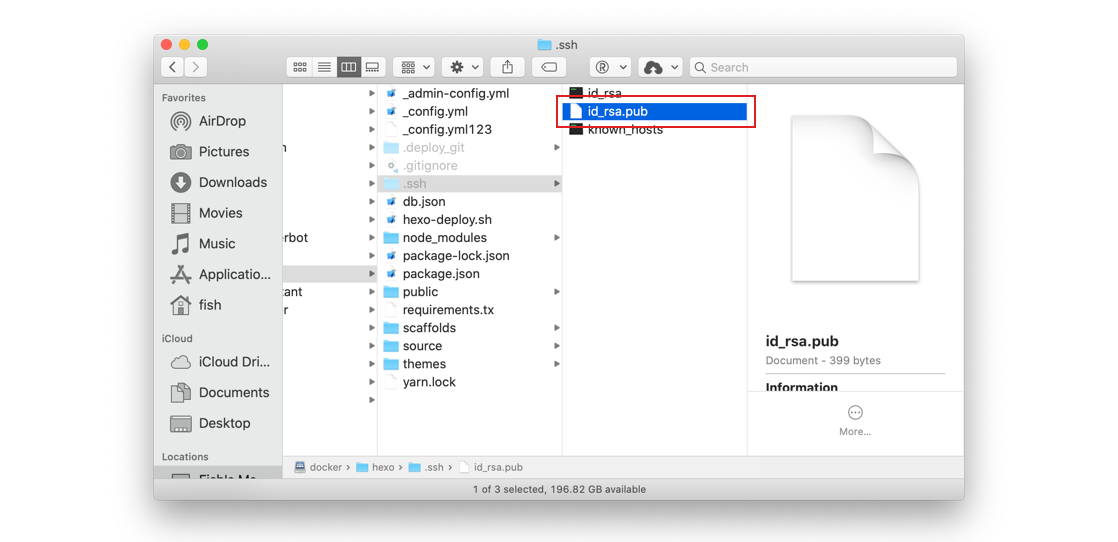 .ssh
Search
Favorites
AirDrop
Pictures
Downloads
Movies
Music
Applicatio...
fish
iCloud
iCloud Dri...
Documents
Desktop
Locations
erbot
tant
r
_admin-config.yml
_config.yml
_config.yml123
.deploy_git
.gitignore
.ssh
db.json
hexo-deploy.sh
node_modules
package-lock.json
package.json
public
requirements.tx
scaffolds
source
themes
yarn.lock
id_rsa
id_rsa.pub
known_hosts
id_rsa.pub
Document - 399 bytes
Information
More...
docker › hexo › .ssh › id_rsa.pub
1 of 3 selected, 196.82 GB available